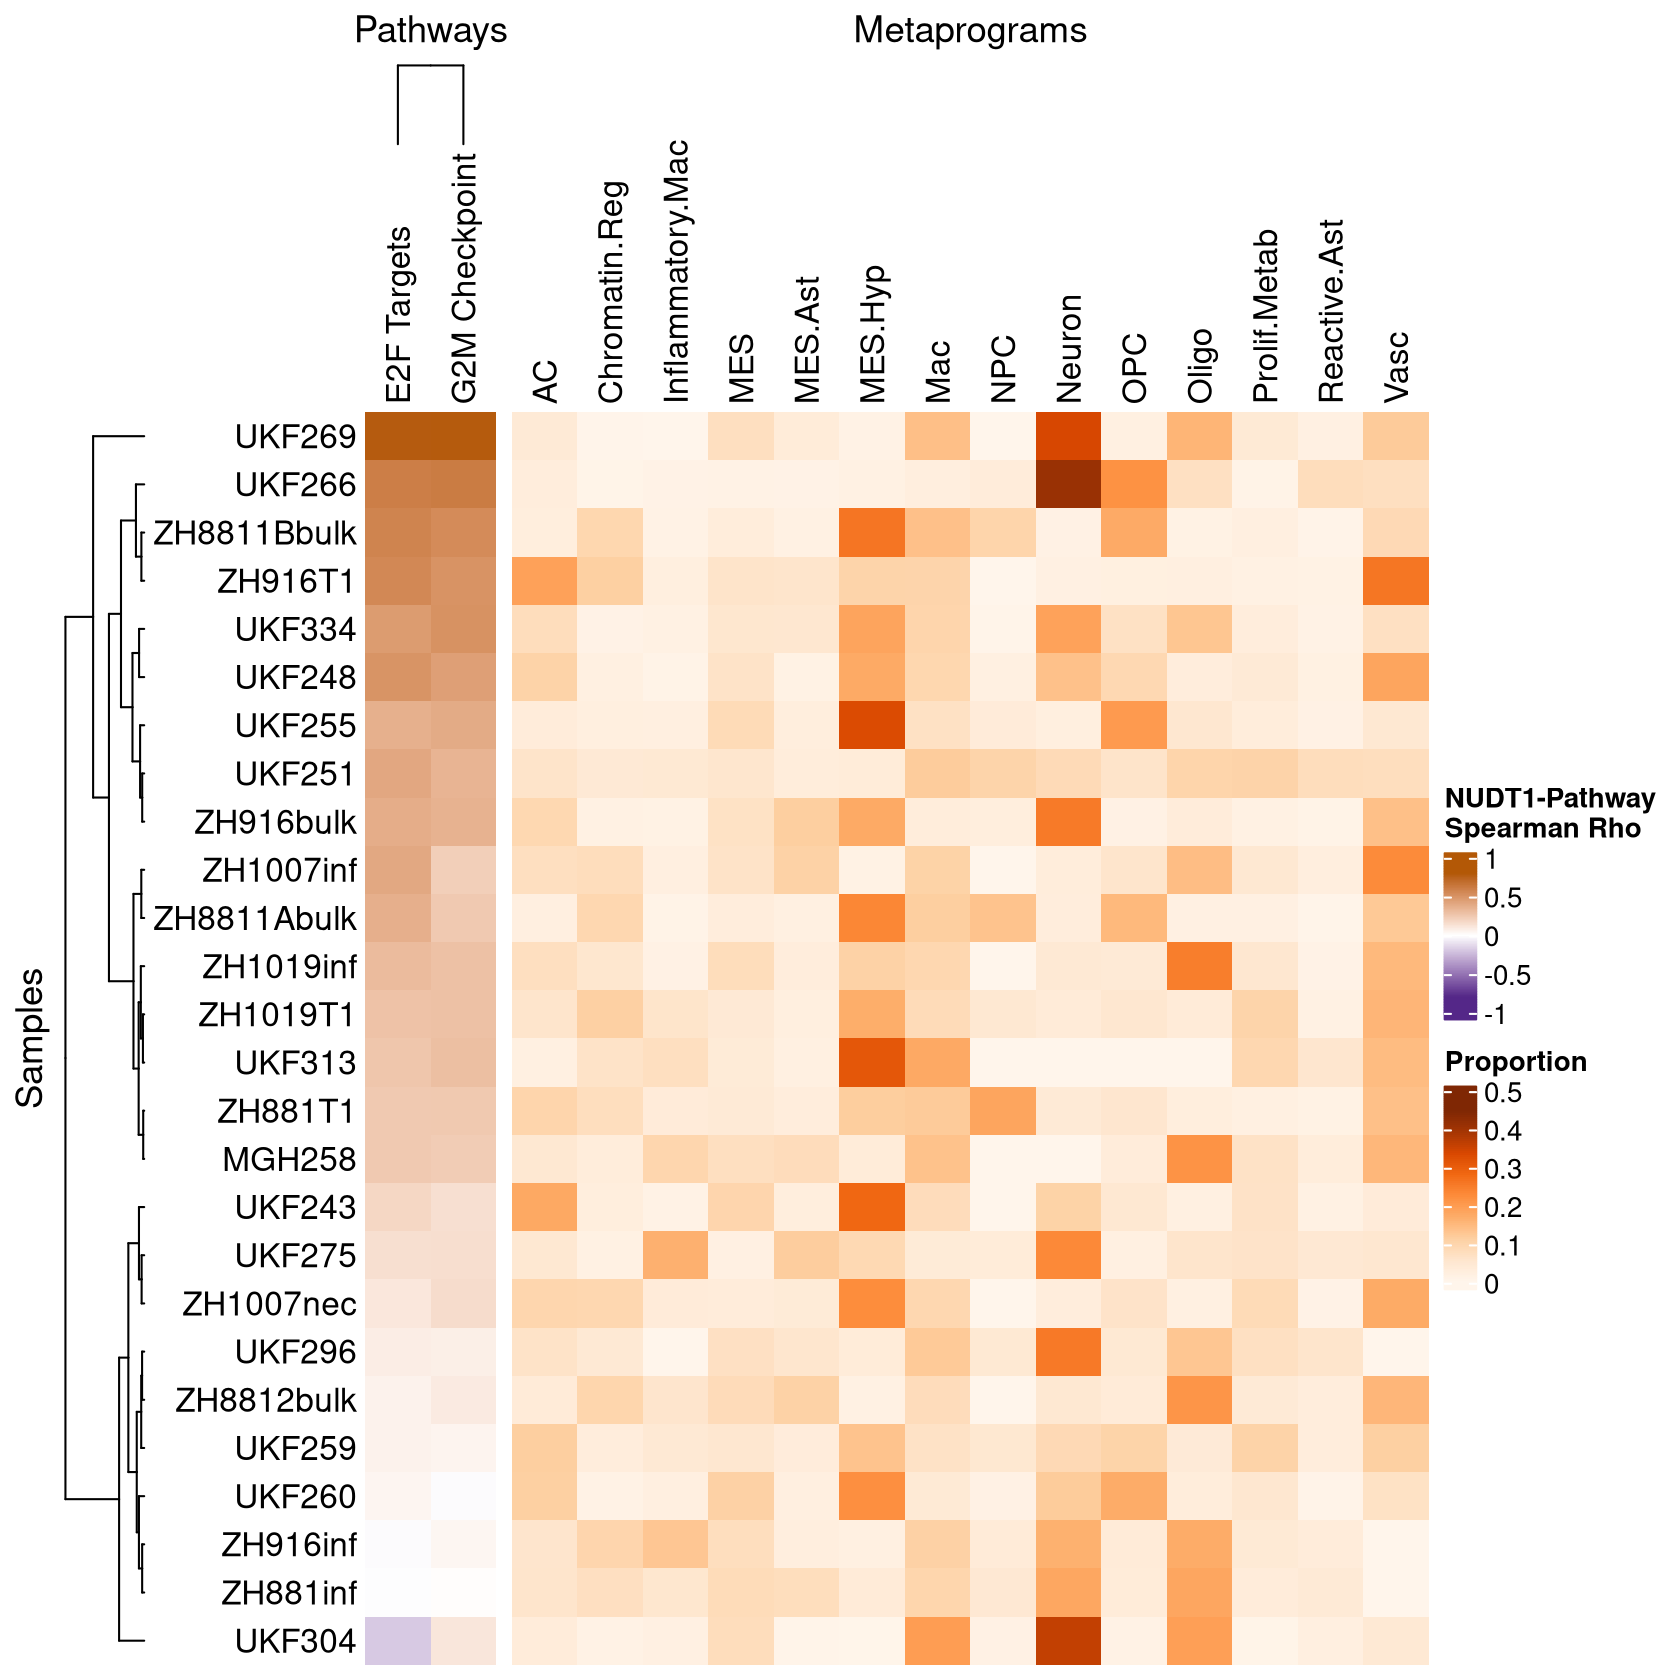 Pathways
Metaprograms
E2F Targets
G2M Checkpoint
AC
Chromatin.Reg
Inflammatory.Mac
MES
MES.Ast
MES.Hyp
Mac
NPC
Neuron
OPC
Oligo
Prolif.Metab
Reactive.Ast
Vasc
Samples
UKF269
UKF266
ZH8811Bbulk
ZH916T1
UKF334
UKF248
UKF255
UKF251
ZH916bulk
ZH1007inf
ZH8811Abulk
ZH1019inf
ZH1019T1
UKF313
ZH881T1
MGH258
UKF243
UKF275
ZH1007nec
UKF296
ZH8812bulk
UKF259
UKF260
ZH916inf
ZH881inf
UKF304
NUDT1-Pathway
Spearman Rho
1
0.5
0
-0.5
-1
Proportion
0.5
0.4
0.3
0.2
0.1
0